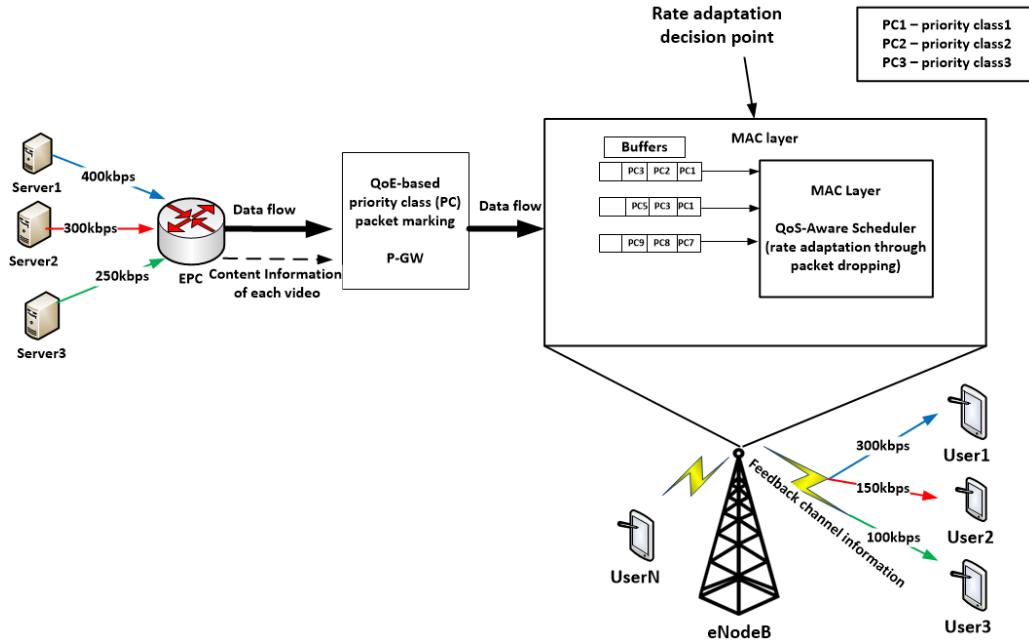 Rate adaptation
decision point
PC1 – priority class1
PC2 – priority class2
PC3 – priority class3
Server1
400kbps
Server2
300kbps
Server3
250kbps
EPC
Data flow
Content Information
of each video
QoE-based
priority class (PC)
packet marking
P-GW
Data flow
MAC layer
Buffers
PC3 PC2 PC1
PC5 PC3 PC1
PC9 PC8 PC7
MAC Layer
QoS-Aware Scheduler
(rate adaptation through
packet dropping)
UserN
eNodeB
Feedback channel information
300kbps
User1
150kbps
User2
100kbps
User3